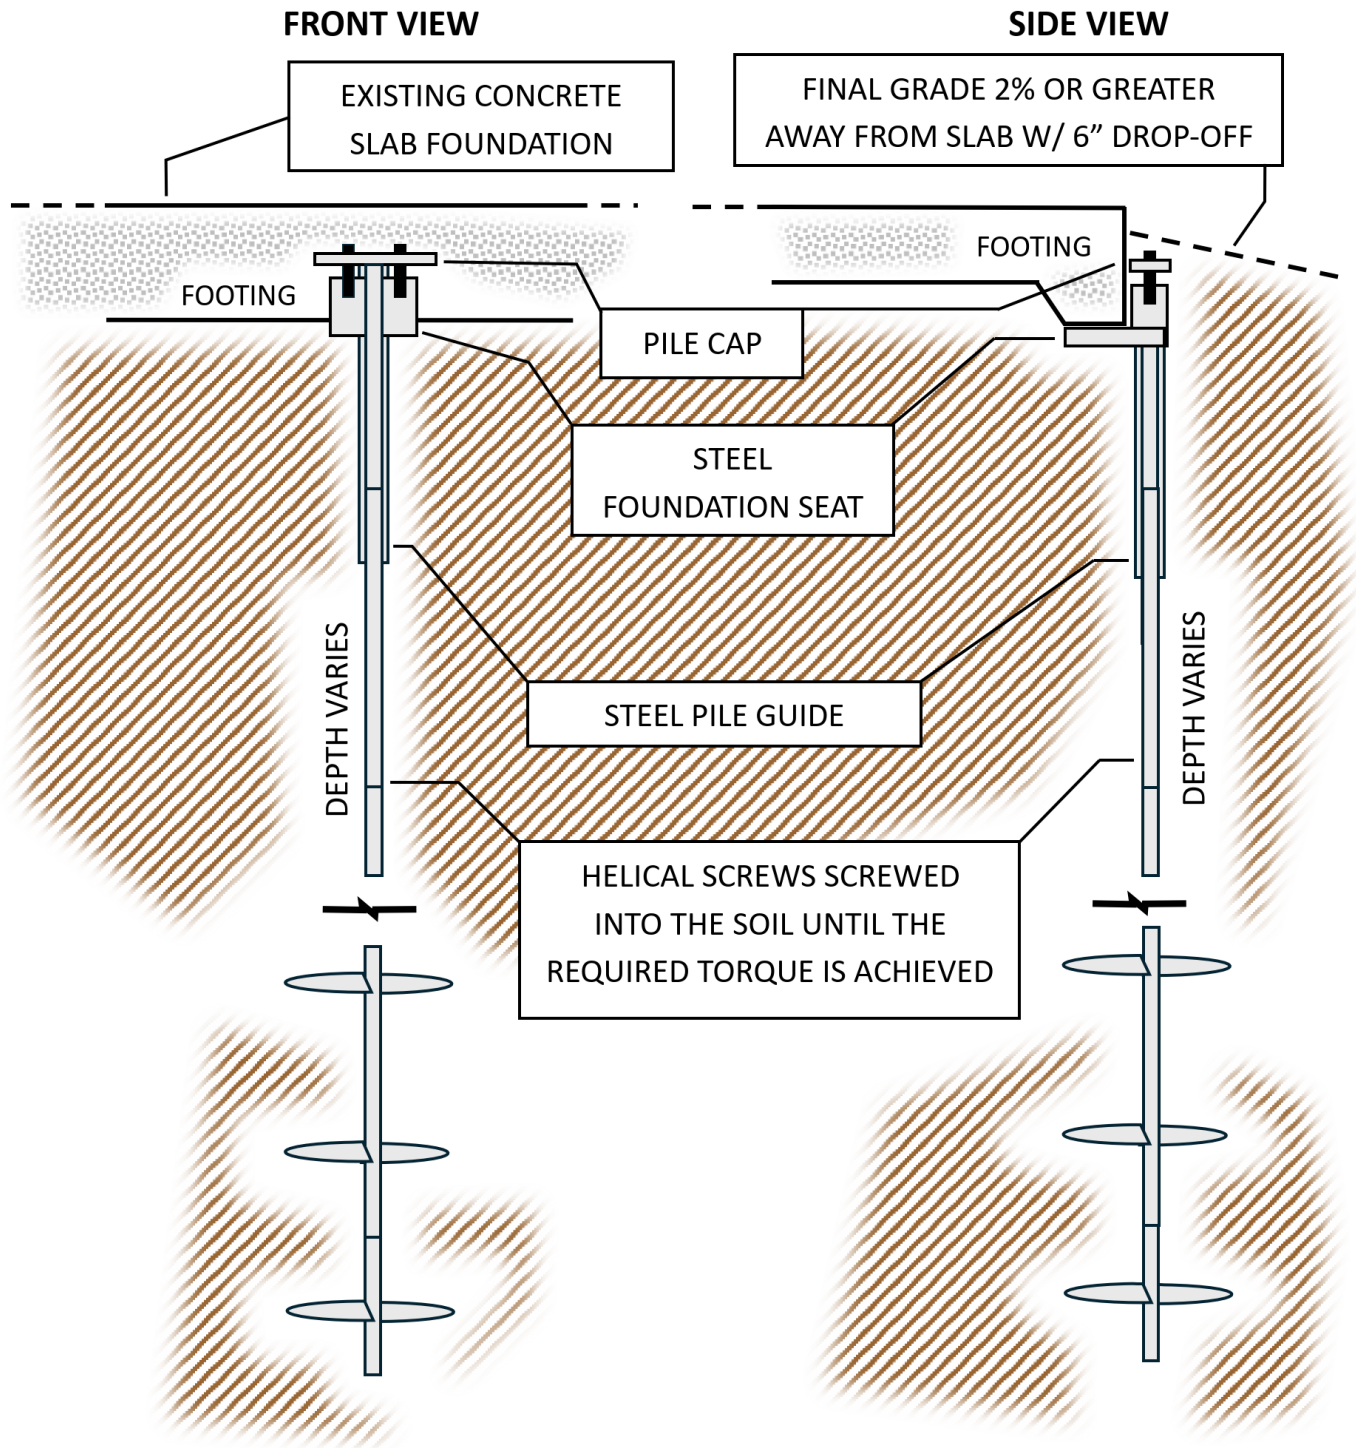 FRONT VIEW
SIDE VIEW
EXISTING CONCRETE
SLAB FOUNDATION
FINAL GRADE 2% OR GREATER
AWAY FROM SLAB W/ 6” DROP-OFF
FOOTING
FOOTING
PILE CAP
STEEL
FOUNDATION SEAT
DEPTH VARIES
DEPTH VARIES
STEEL PILE GUIDE
HELICAL SCREWS SCREWED
INTO THE SOIL UNTIL THE
REQUIRED TORQUE IS ACHIEVED